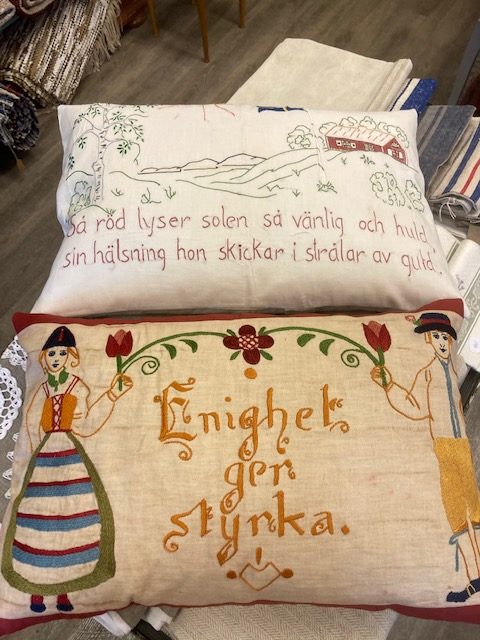 Så röd lyser solen så vänlig och huld,
sin hälsning hon skickar i strålar av guld.
Enighet
ger
styrka.